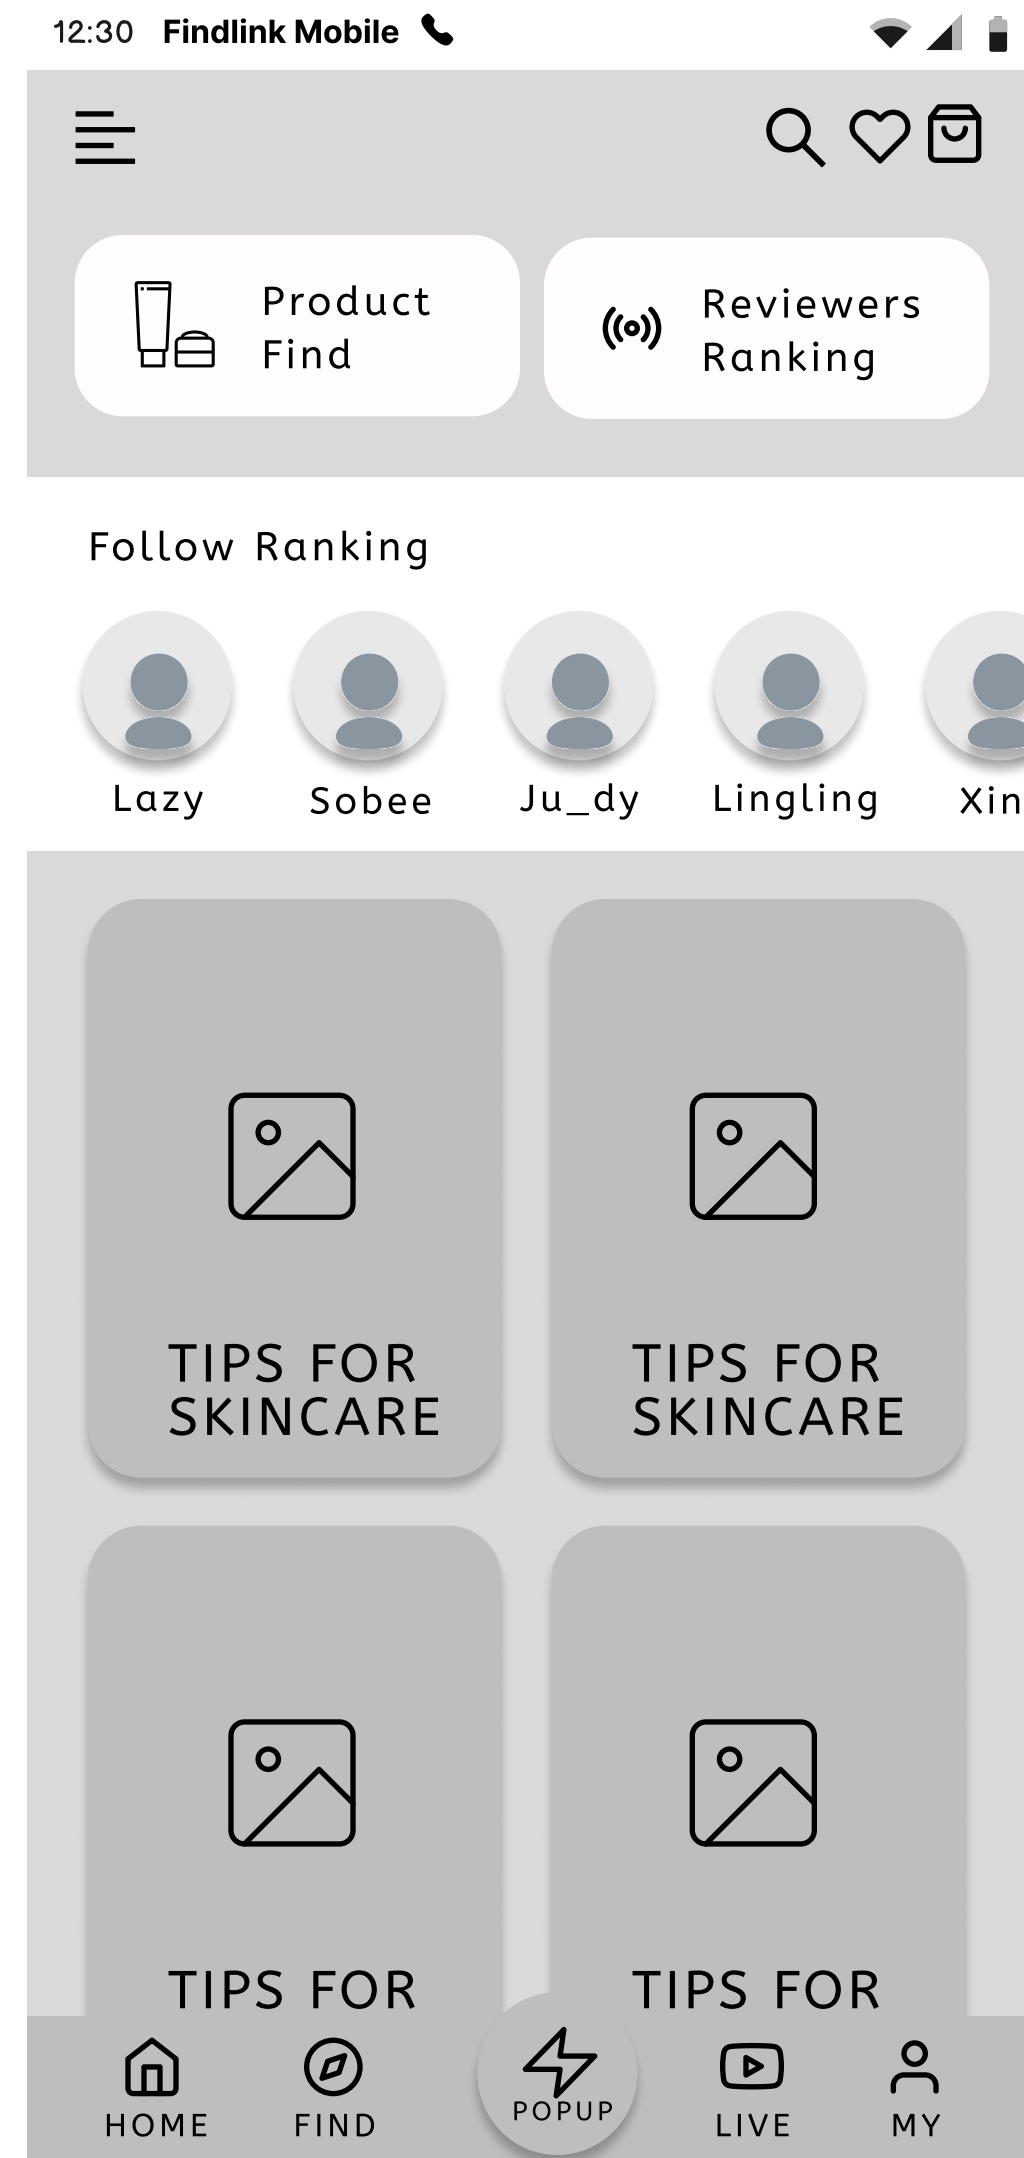 12:30 Findlink Mobile
Product
Find
Reviewers
Ranking
Follow Ranking
Lazy Sobee Ju_dy Lingling Xin
TIPS FOR
SKINCARE
TIPS FOR
SKINCARE
TIPS FOR
TIPS FOR
HOME FIND POPUP LIVE MY